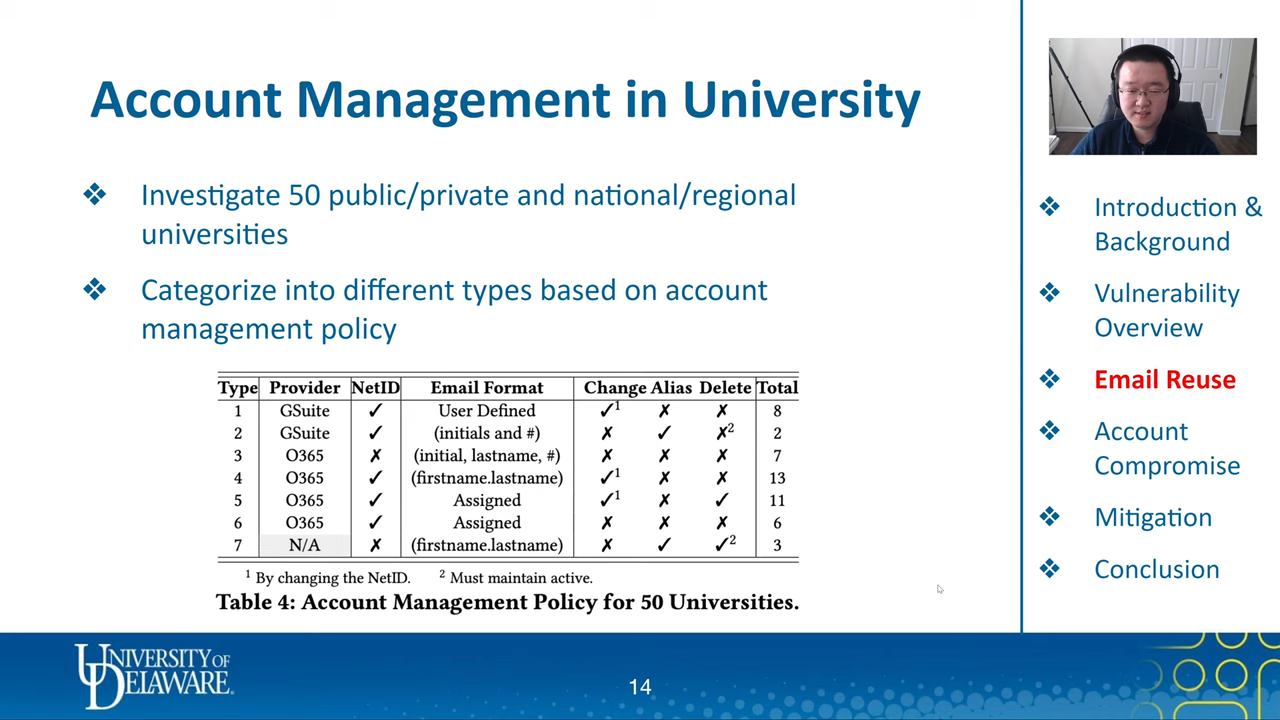 Account Management in University
❖ Investigate 50 public/private and national/regional
universities
❖ Categorize into different types based on account
management policy
Type Provider NetID Email Format Change Alias Delete Total
1 GSuite ✓ User Defined ✓¹ ✗ ✗ 8
2 GSuite ✓ (initials and #) ✗ ✓ ✗² 2
3 O365 ✗ (initial, lastname, #) ✗ ✗ ✗ 7
4 O365 ✓ (firstname.lastname) ✓¹ ✗ ✗ 13
5 O365 ✓ Assigned ✓¹ ✗ ✓ 11
6 O365 ✓ Assigned ✗ ✗ ✗ 6
7 N/A ✗ (firstname.lastname) ✗ ✓ ✓² 3
¹ By changing the NetID. ² Must maintain active.
Table 4: Account Management Policy for 50 Universities.
❖ Introduction &
Background
❖ Vulnerability
Overview
❖ Email Reuse
❖ Account
Compromise
❖ Mitigation
❖ Conclusion
UNIVERSITY OF
DELAWARE.
14